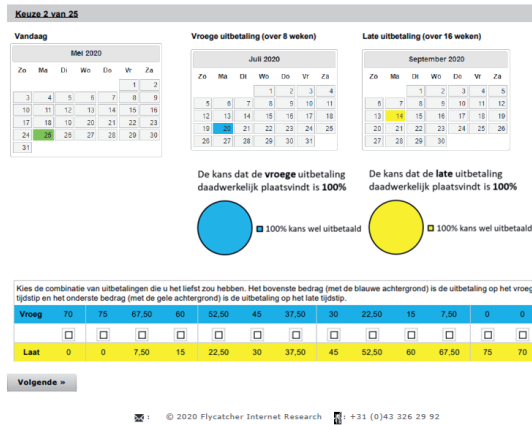 Keuze 2 van 25
Vandaag
Mei 2020
Zo Ma Di Wo Do Vr Za
1 2
3 4 5 6 7 8 9
10 11 12 13 14 15 16
17 18 19 20 21 22 23
24 25 26 27 28 29 30
31
Vroege uitbetaling (over 8 weken)
Juli 2020
Zo Ma Di Wo Do Vr Za
1 2 3 4
5 6 7 8 9 10 11
12 13 14 15 16 17 18
19 20 21 22 23 24 25
26 27 28 29 30 31
Late uitbetaling (over 16 weken)
September 2020
Zo Ma Di Wo Do Vr Za
1 2 3 4 5
6 7 8 9 10 11 12
13 14 15 16 17 18 19
20 21 22 23 24 25 26
27 28 29 30
De kans dat de vroege uitbetaling
daadwerkelijk plaatsvindt is 100%
100% kans wel uitbetaald
De kans dat de late uitbetaling
daadwerkelijk plaatsvindt is 100%
100% kans wel uitbetaald
Kies de combinatie van uitbetalingen die u het liefst zou hebben. Het bovenste bedrag (met de blauwe achtergrond) is de uitbetaling op het vroeg
tijdstip en het onderste bedrag (met de gele achtergrond) is de uitbetaling op het late tijdstip.
Vroeg 70 75 67,50 60 52,50 45 37,50 30 22,50 15 7,50 0 0
Laat 0 0 7,50 15 22,50 30 37,50 45 52,50 60 67,50 75 70
Volgende »
: © 2020 Flycatcher Internet Research : +31 (0)43 326 29 92